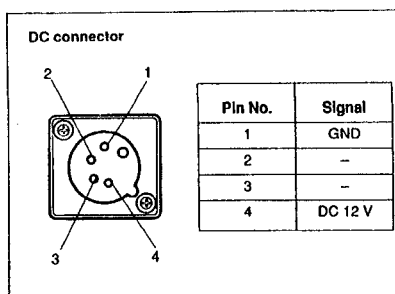 DC connector
2 1
3 4
Pin No. Signal
1 GND
2 –
3 –
4 DC 12 V